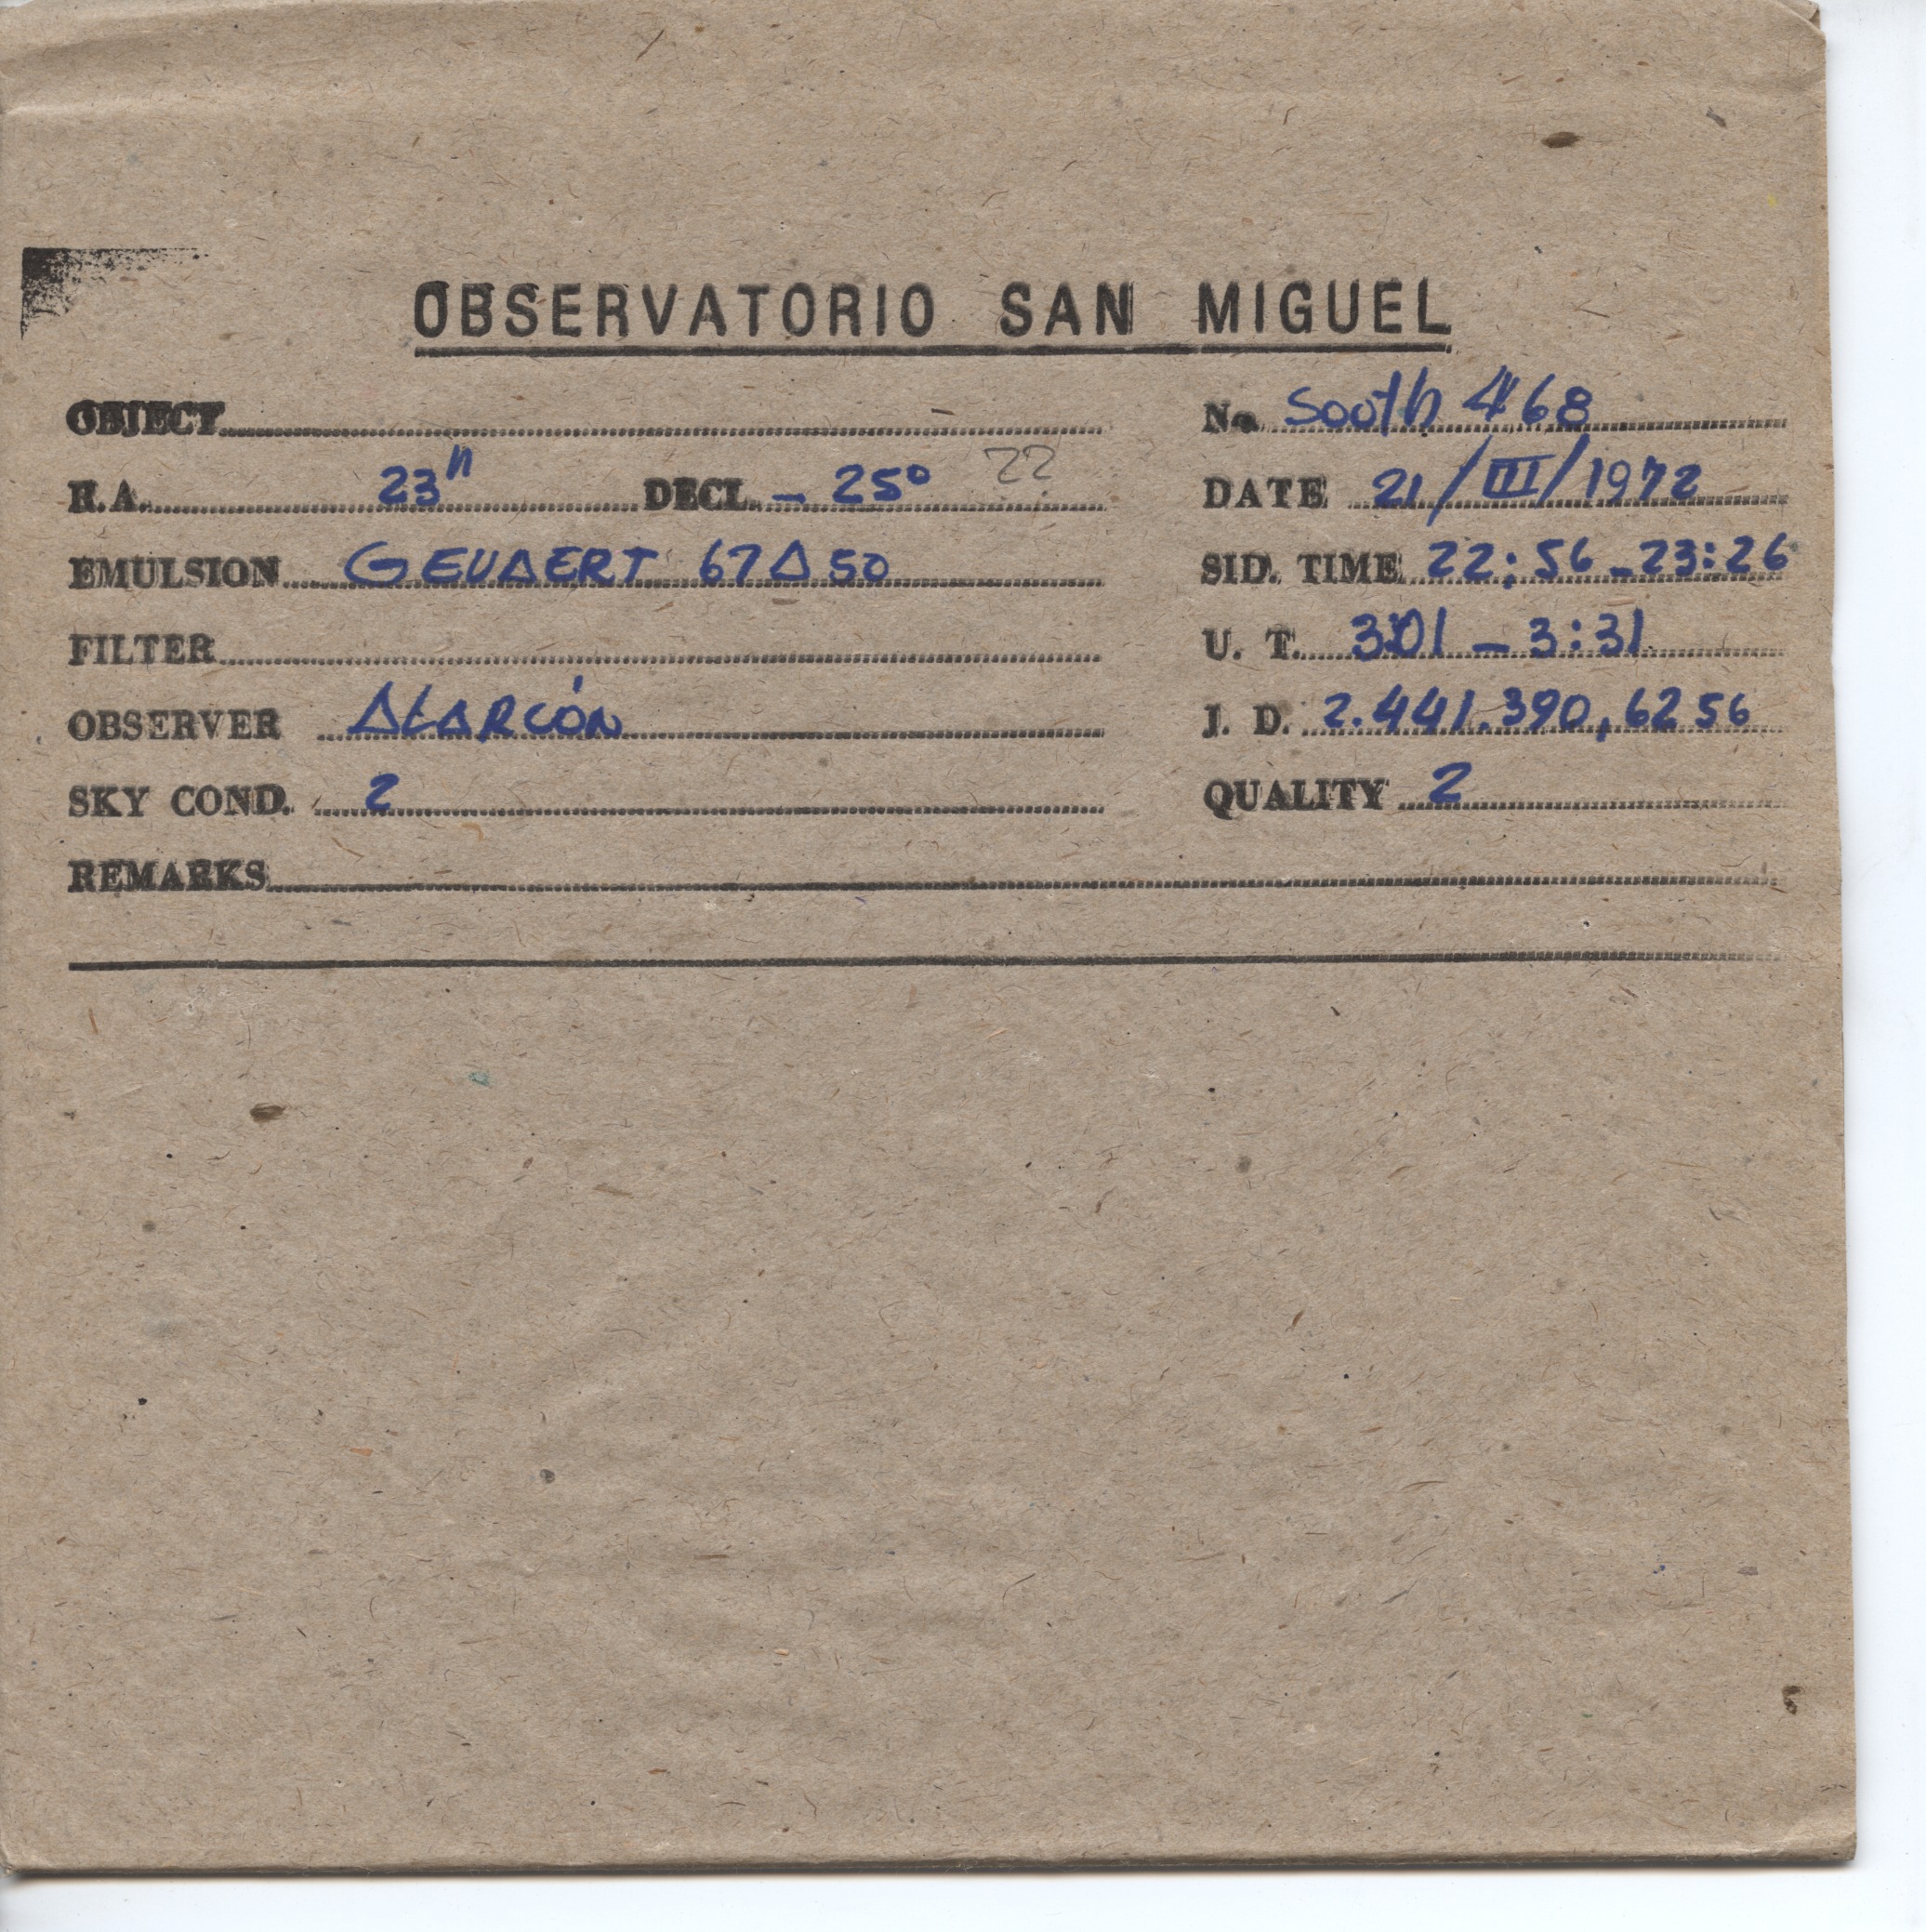 OBSERVATORIO SAN MIGUEL
OBJECT
No. South 468
R.A. 23h DECL. - 25° 22
DATE 21/III/1972
EMULSION GEVAERT 67A50
SID. TIME 22:56-23:26
FILTER
U. T. 3:01 - 3:31
OBSERVER ALARCÓN
J. D. 2.441.390,6256
SKY COND. 2
QUALITY 2
REMARKS